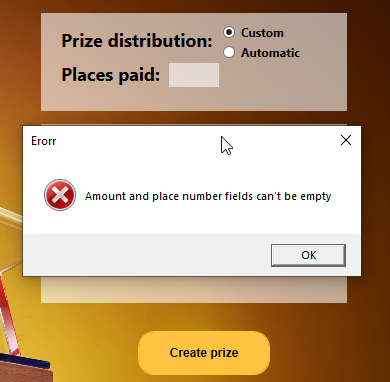 Prize distribution:
Custom
Automatic
Places paid:
Erorr
Amount and place number fields can't be empty
OK
Create prize